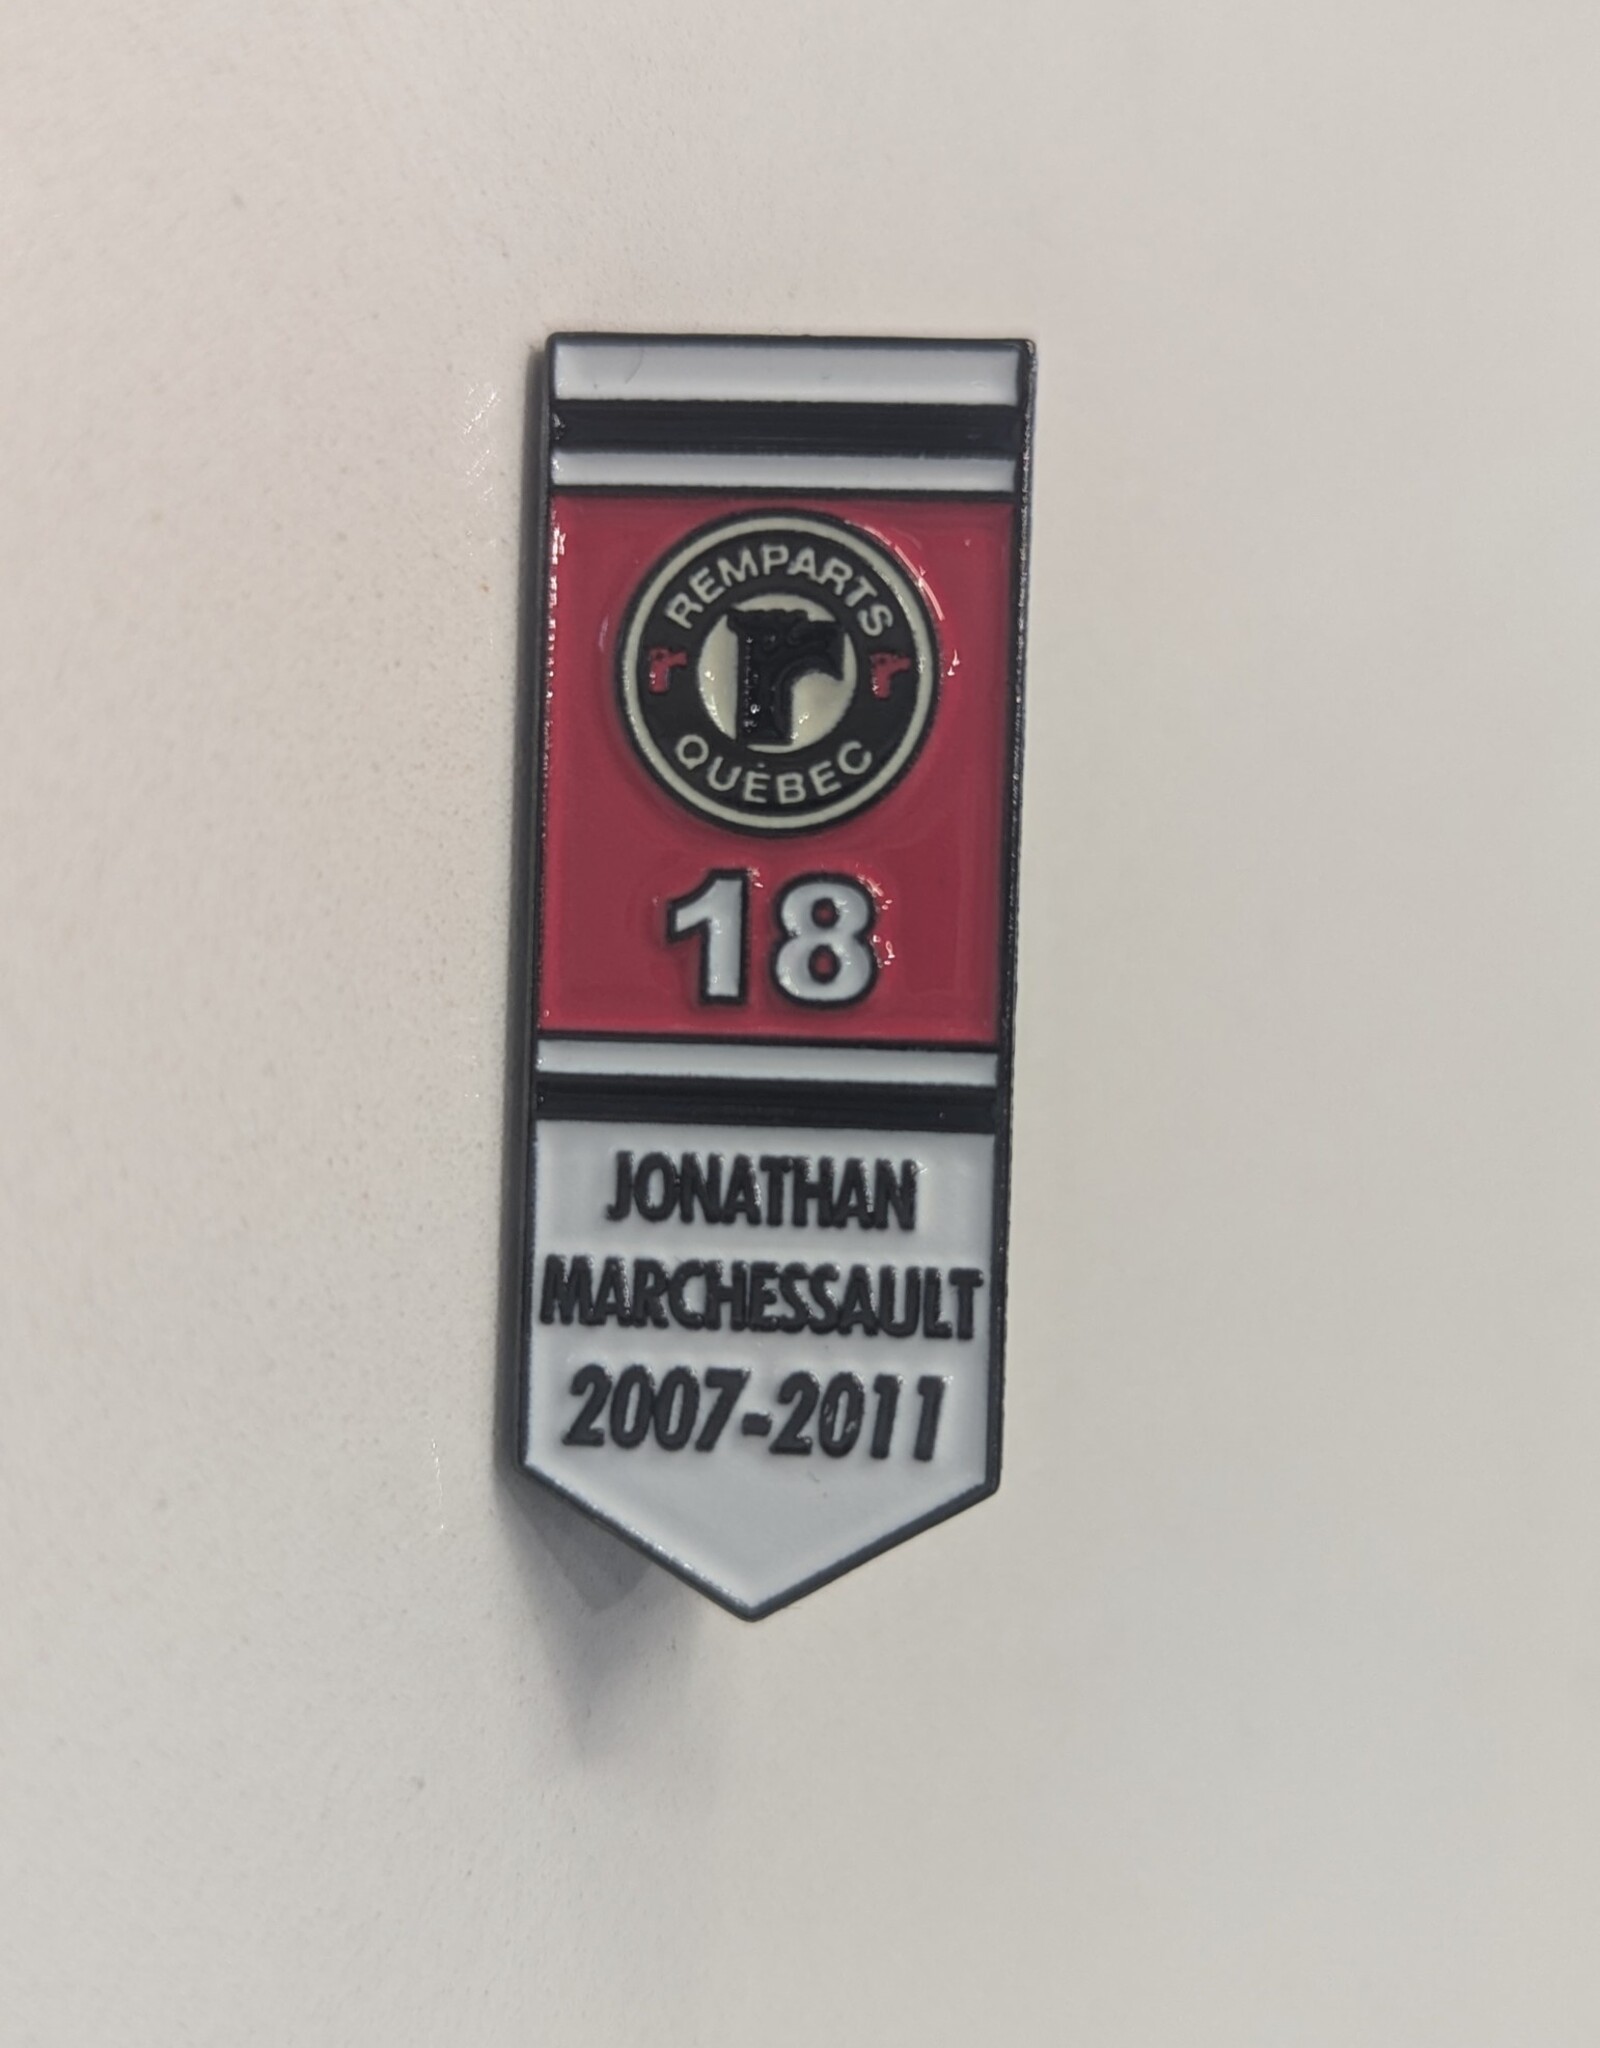 REMPARTS
r
QUÉBEC
18
JONATHAN
MARCHESSAULT
2007-2011